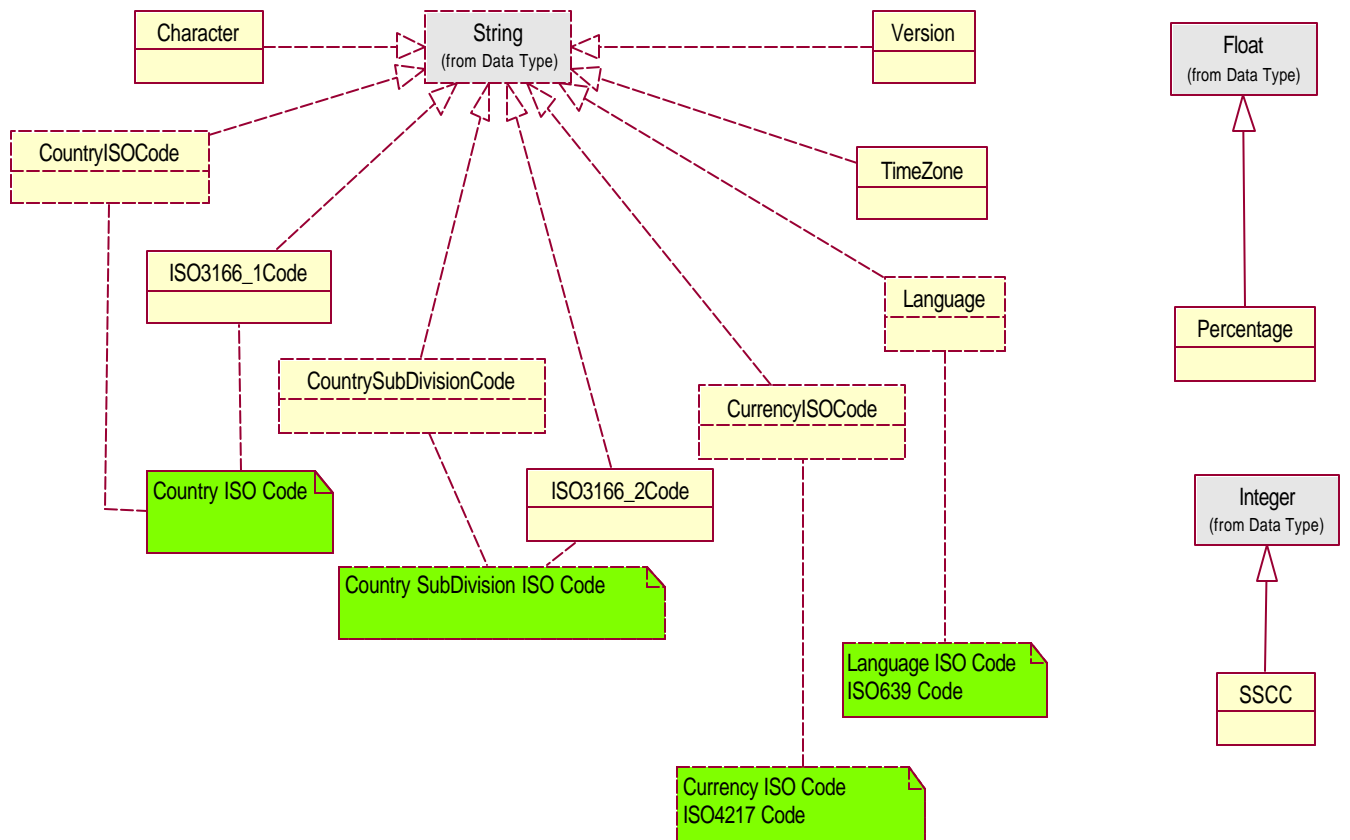 Character
String
(from Data Type)
Version
Float
(from Data Type)
CountryISOCode
TimeZone
ISO3166_1Code
Language
Percentage
CountrySubDivisionCode
CurrencyISOCode
Country ISO Code
ISO3166_2Code
Integer
(from Data Type)
Country SubDivision ISO Code
Language ISO Code
ISO639 Code
SSCC
Currency ISO Code
ISO4217 Code